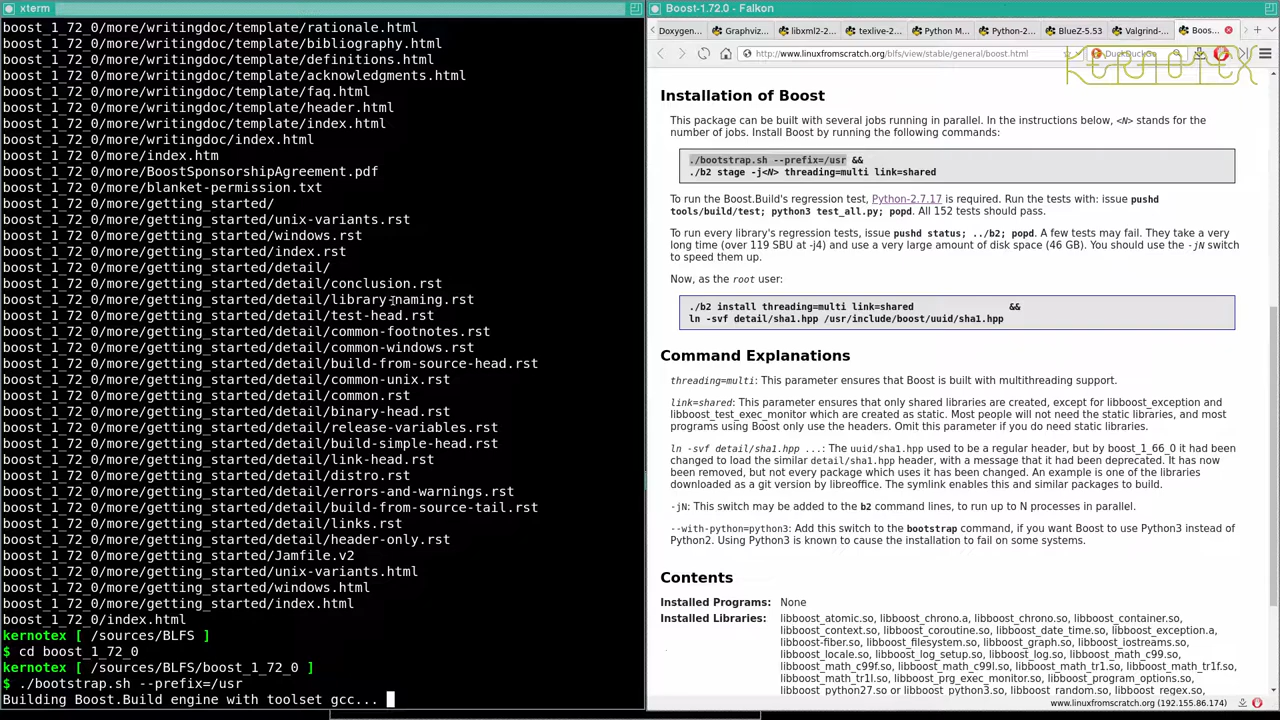 xterm
boost_1_72_0/more/writingdoc/template/rationale.html
boost_1_72_0/more/writingdoc/template/bibliography.html
boost_1_72_0/more/writingdoc/template/definitions.html
boost_1_72_0/more/writingdoc/template/acknowledgments.html
boost_1_72_0/more/writingdoc/template/faq.html
boost_1_72_0/more/writingdoc/template/header.html
boost_1_72_0/more/writingdoc/template/index.html
boost_1_72_0/more/writingdoc/index.html
boost_1_72_0/more/index.htm
boost_1_72_0/more/BoostSponsorshipAgreement.pdf
boost_1_72_0/more/blanket-permission.txt
boost_1_72_0/more/getting_started/
boost_1_72_0/more/getting_started/unix-variants.rst
boost_1_72_0/more/getting_started/windows.rst
boost_1_72_0/more/getting_started/index.rst
boost_1_72_0/more/getting_started/detail/
boost_1_72_0/more/getting_started/detail/conclusion.rst
boost_1_72_0/more/getting_started/detail/library-naming.rst
boost_1_72_0/more/getting_started/detail/test-head.rst
boost_1_72_0/more/getting_started/detail/common-footnotes.rst
boost_1_72_0/more/getting_started/detail/common-windows.rst
boost_1_72_0/more/getting_started/detail/build-from-source-head.rst
boost_1_72_0/more/getting_started/detail/common-unix.rst
boost_1_72_0/more/getting_started/detail/common.rst
boost_1_72_0/more/getting_started/detail/binary-head.rst
boost_1_72_0/more/getting_started/detail/release-variables.rst
boost_1_72_0/more/getting_started/detail/build-simple-head.rst
boost_1_72_0/more/getting_started/detail/link-head.rst
boost_1_72_0/more/getting_started/detail/distro.rst
boost_1_72_0/more/getting_started/detail/errors-and-warnings.rst
boost_1_72_0/more/getting_started/detail/build-from-source-tail.rst
boost_1_72_0/more/getting_started/detail/links.rst
boost_1_72_0/more/getting_started/detail/header-only.rst
boost_1_72_0/more/getting_started/detail/Jamfile.v2
boost_1_72_0/more/getting_started/unix-variants.html
boost_1_72_0/more/getting_started/windows.html
boost_1_72_0/more/getting_started/index.html
boost_1_72_0/index.html
kernotex [ /sources/BLFS ]
$ cd boost_1_72_0
kernotex [ /sources/BLFS/boost_1_72_0 ]
$ ./bootstrap.sh --prefix=/usr
Building Boost.Build engine with toolset gcc...
Boost-1.72.0 - Falkon
Doxygen... Graphviz... libxml2-2... texlive-2... Python M... Python-2... BlueZ-5.53 Valgrind-... Boos...
http://www.linuxfromscratch.org/blfs/view/stable/general/boost.html DuckDuckGo
KERNOTEX
Installation of Boost
This package can be built with several jobs running in parallel. In the instructions below, <N> stands for the
number of jobs. Install Boost by running the following commands:
./bootstrap.sh --prefix=/usr &&
./b2 stage -j<N> threading=multi link=shared
To run the Boost.Build's regression test, Python-2.7.17 is required. Run the tests with: issue pushd
tools/build/test; python3 test_all.py; popd. All 152 tests should pass.
To run every library's regression tests, issue pushd status; ../b2; popd. A few tests may fail. They take a very
long time (over 119 SBU at -j4) and use a very large amount of disk space (46 GB). You should use the -jN switch
to speed them up.
Now, as the root user:
./b2 install threading=multi link=shared &&
ln -svf detail/sha1.hpp /usr/include/boost/uuid/sha1.hpp
Command Explanations
threading=multi: This parameter ensures that Boost is built with multithreading support.
link=shared: This parameter ensures that only shared libraries are created, except for libboost_exception and
libboost_test_exec_monitor which are created as static. Most people will not need the static libraries, and most
programs using Boost only use the headers. Omit this parameter if you do need static libraries.
ln -svf detail/sha1.hpp ...: The uuid/sha1.hpp used to be a regular header, but by boost_1_66_0 it had been
changed to load the similar detail/sha1.hpp header, with a message that it had been deprecated. It has now
been removed, but not every package which uses it has been changed. An example is one of the libraries
downloaded as a git version by libreoffice. The symlink enables this and similar packages to build.
-jN: This switch may be added to the b2 command lines, to run up to N processes in parallel.
--with-python=python3: Add this switch to the bootstrap command, if you want Boost to use Python3 instead of
Python2. Using Python3 is known to cause the installation to fail on some systems.
Contents
Installed Programs: None
Installed Libraries: libboost_atomic.so, libboost_chrono.a, libboost_chrono.so, libboost_container.so,
libboost_context.so, libboost_coroutine.so, libboost_date_time.so, libboost_exception.a,
libboost-fiber.so, libboost_filesystem.so, libboost_graph.so, libboost_iostreams.so,
libboost_locale.so, libboost_log_setup.so, libboost_log.so, libboost_math_c99.so,
libboost_math_c99f.so, libboost_math_c99l.so, libboost_math_tr1.so, libboost_math_tr1f.so,
libboost_math_tr1l.so, libboost_prg_exec_monitor.so, libboost_program_options.so,
libboost_python27.so or libboost_python3.so, libboost_random.so, libboost_regex.so,
www.linuxfromscratch.org (192.155.86.174)